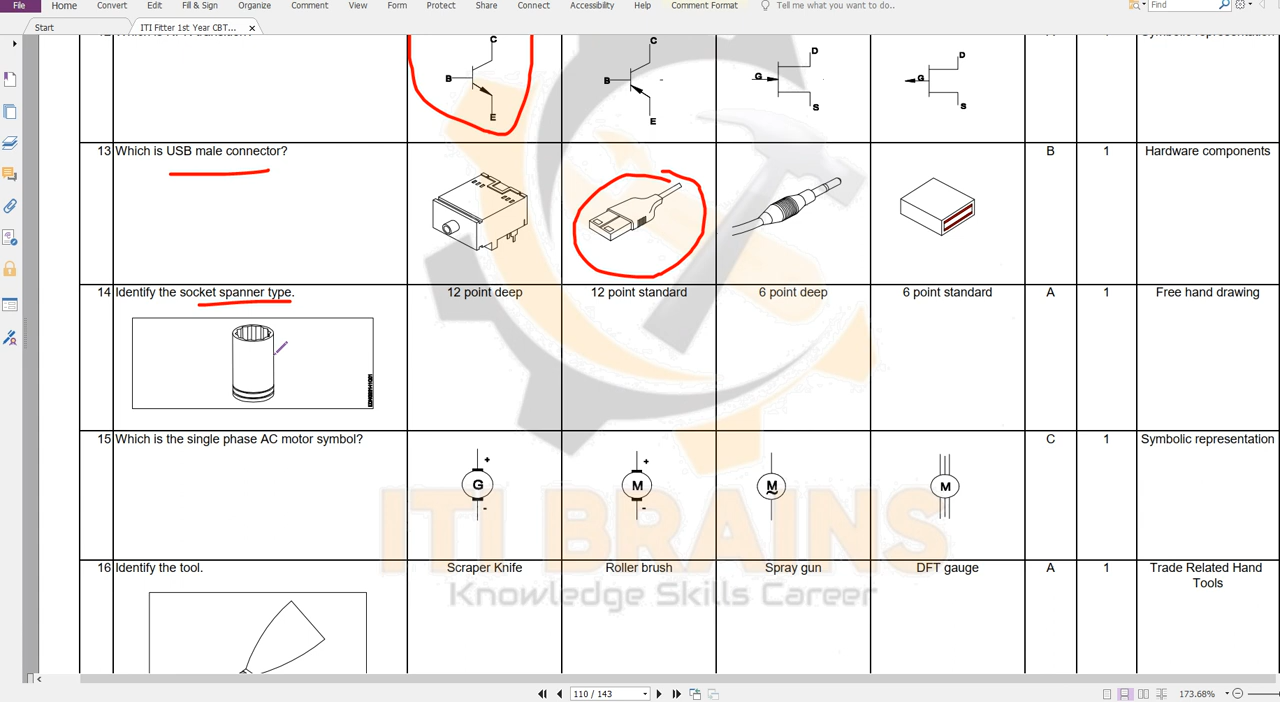 File Home Convert Edit Fill & Sign Organize Comment View Form Protect Share Connect Accessibility Help Comment Format Tell me what you want to do.. Find
Start ITI Fitter 1st Year CBT... ×
C C D D
B B G G
E E S S
13 Which is USB male connector? B 1 Hardware components
14 Identify the socket spanner type. 12 point deep 12 point standard 6 point deep 6 point standard A 1 Free hand drawing
15 Which is the single phase AC motor symbol? C 1 Symbolic representation
+ +
G M M M
- -
ITI BRAINS
16 Identify the tool. Scraper Knife Roller brush Spray gun DFT gauge A 1 Trade Related Hand
Tools
Knowledge Skills Career
110 / 143 173.68%